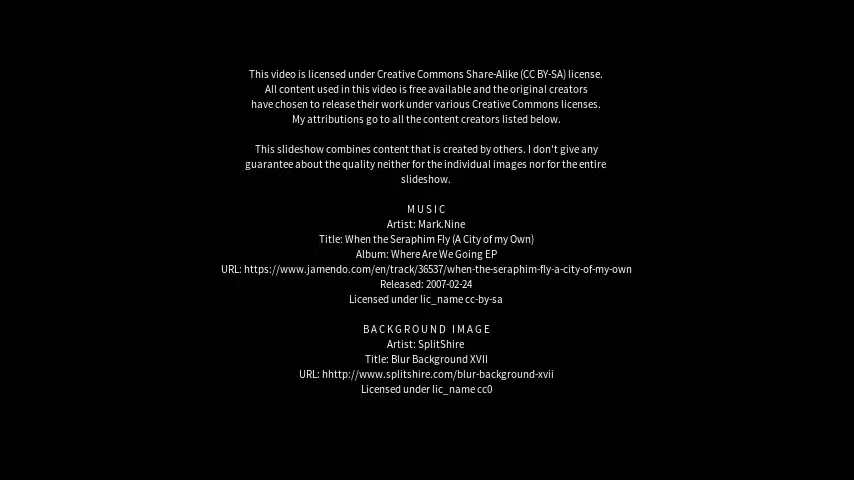 This video is licensed under Creative Commons Share-Alike (CC BY-SA) license.
All content used in this video is free available and the original creators
have chosen to release their work under various Creative Commons licenses.
My attributions go to all the content creators listed below.
This slideshow combines content that is created by others. I don't give any
guarantee about the quality neither for the individual images nor for the entire
slideshow.
MUSIC
Artist: Mark.Nine
Title: When the Seraphim Fly (A City of my Own)
Album: Where Are We Going EP
URL: https://www.jamendo.com/en/track/36537/when-the-seraphim-fly-a-city-of-my-own
Released: 2007-02-24
Licensed under lic_name cc-by-sa
BACKGROUND IMAGE
Artist: SplitShire
Title: Blur Background XVII
URL: hhttp://www.splitshire.com/blur-background-xvii
Licensed under lic_name cc0